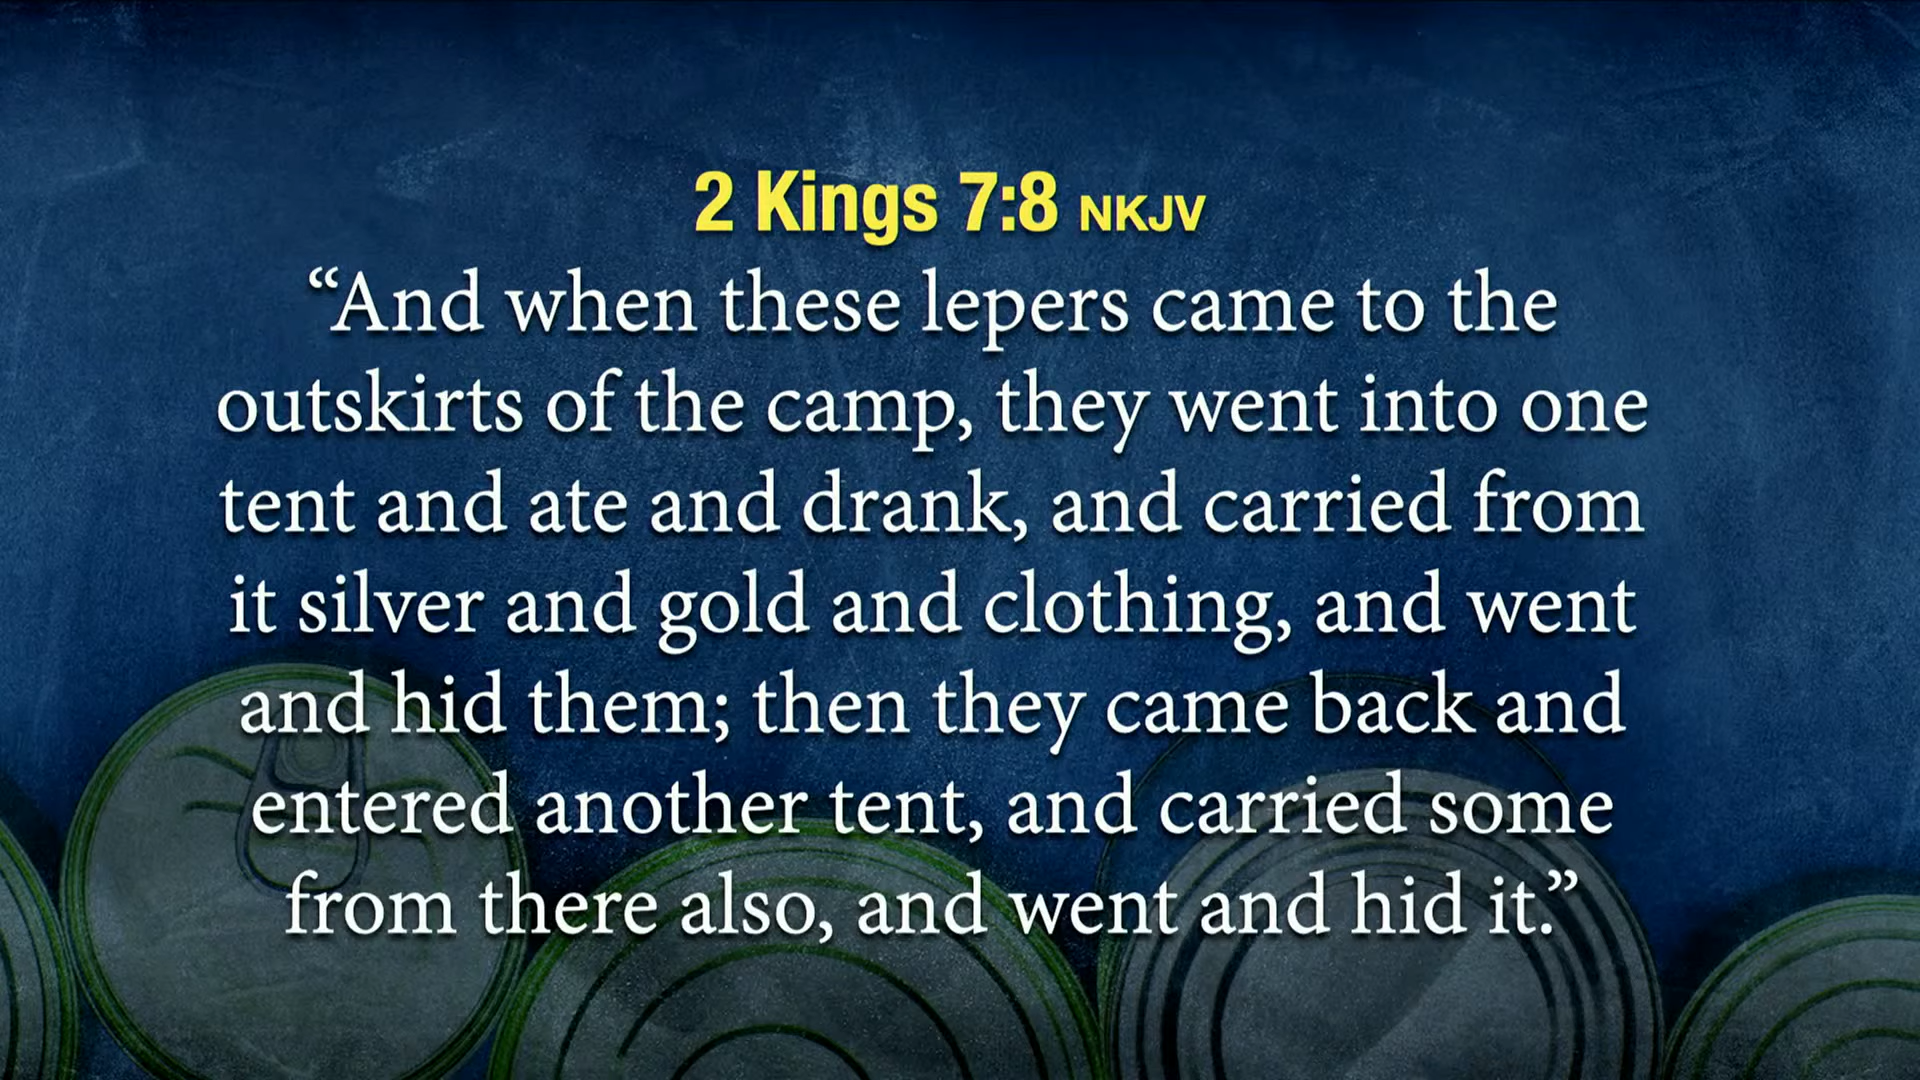 2 Kings 7:8 NKJV
“And when these lepers came to the
outskirts of the camp, they went into one
tent and ate and drank, and carried from
it silver and gold and clothing, and went
and hid them; then they came back and
entered another tent, and carried some
from there also, and went and hid it.”